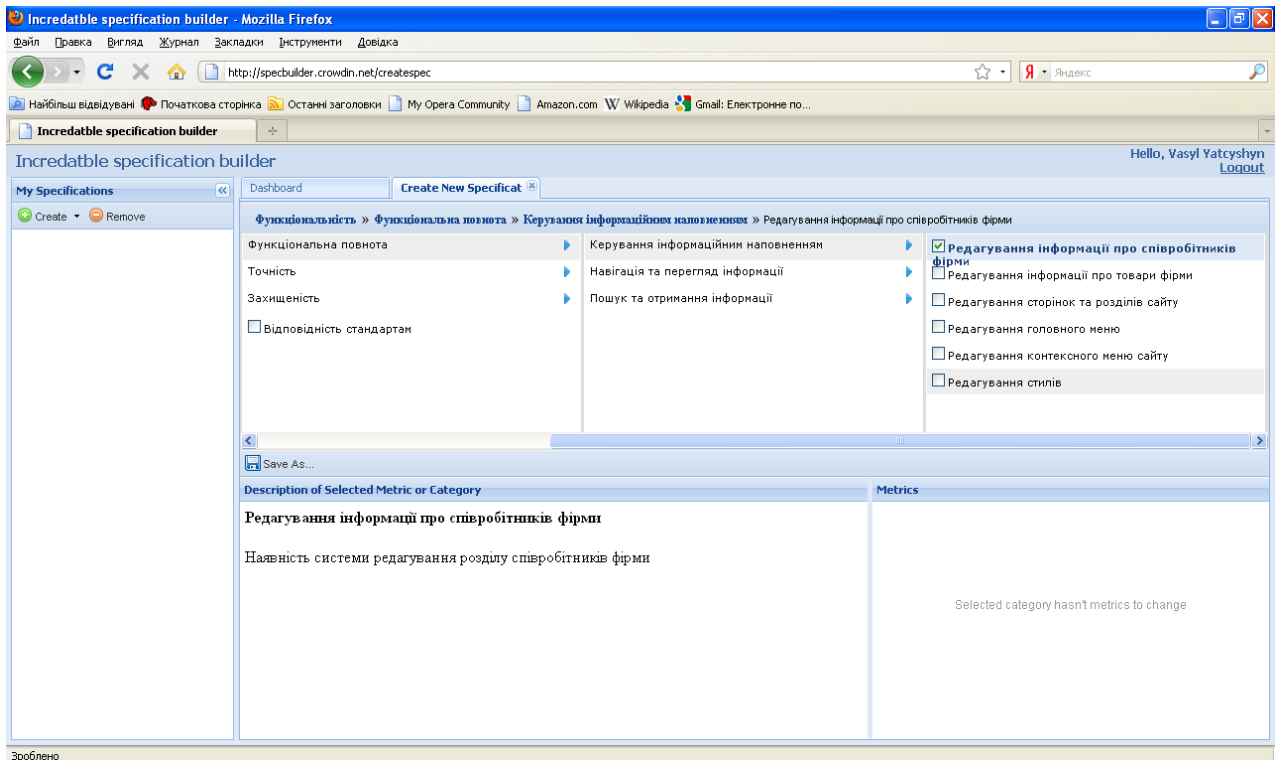 Incredatble specification builder - Mozilla Firefox
Файл Правка Вигляд Журнал Закладки Інструменти Довідка
http://specbuilder.crowdin.net/createspec Я Яндекс
Найбільш відвідувані Початкова сторінка Останні заголовки My Opera Community Amazon.com W Wikipedia Gmail: Електронне по...
Incredatble specification builder
Incredatble specification builder Hello, Vasyl Yatcyshyn
Logout
My Specifications Dashboard Create New Specificat
Create Remove
Функціональність » Функціональна повнота » Керування інформаційним наповненням » Редагування інформації про співробітників фірми
Функціональна повнота
Точність
Захищеність
Відповідність стандартам
Керування інформаційним наповненням
Навігація та перегляд інформації
Пошук та отримання інформації
Редагування інформації про співробітників
фірми
Редагування інформації про товари фірми
Редагування сторінок та розділів сайту
Редагування головного меню
Редагування контексного меню сайту
Редагування стилів
Save As...
Description of Selected Metric or Category
Редагування інформації про співробітників фірми
Наявність системи редагування розділу співробітників фірми
Metrics
Selected category hasn't metrics to change
Зроблено